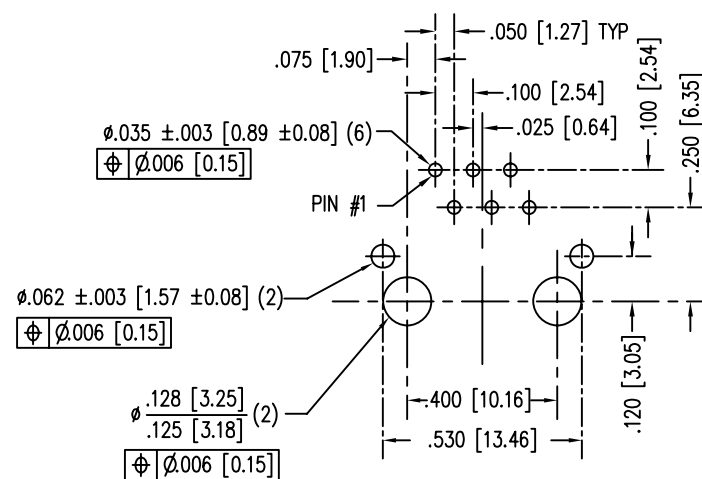 .050 [1.27] TYP
.075 [1.90]
.100 [2.54]
.100 [2.54]
.250 [6.35]
ø.035 ±.003 [0.89 ±0.08] (6)
.025 [0.64]
⌖ Ø.006 [0.15]
PIN #1
ø.062 ±.003 [1.57 ±0.08] (2)
⌖ Ø.006 [0.15]
.120 [3.05]
ø .128 [3.25]
.125 [3.18] (2)
.400 [10.16]
.530 [13.46]
⌖ Ø.006 [0.15]